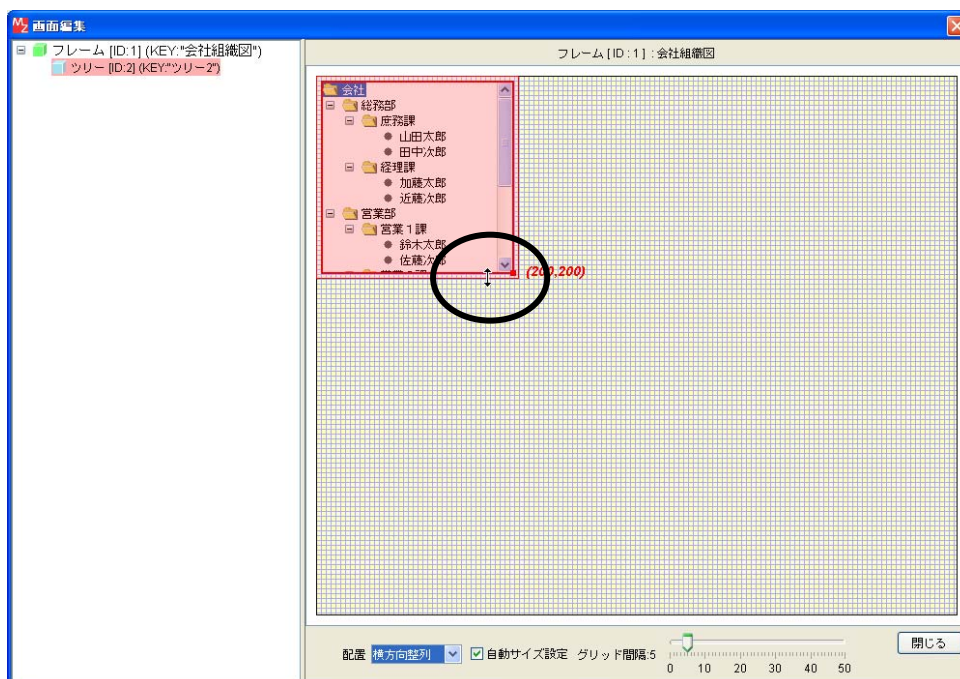 画面編集
フレーム [ID:1] (KEY:"会社組織図")
ツリー [ID:2] (KEY:"ツリー2")
フレーム [ ID : 1 ] : 会社組織図
会社
総務部
庶務課
山田太郎
田中次郎
経理課
加藤太郎
近藤次郎
営業部
営業1課
鈴木太郎
佐藤次郎
(200,200)
配置 横方向整列 自動サイズ設定 グリッド間隔:5
0 10 20 30 40 50
閉じる